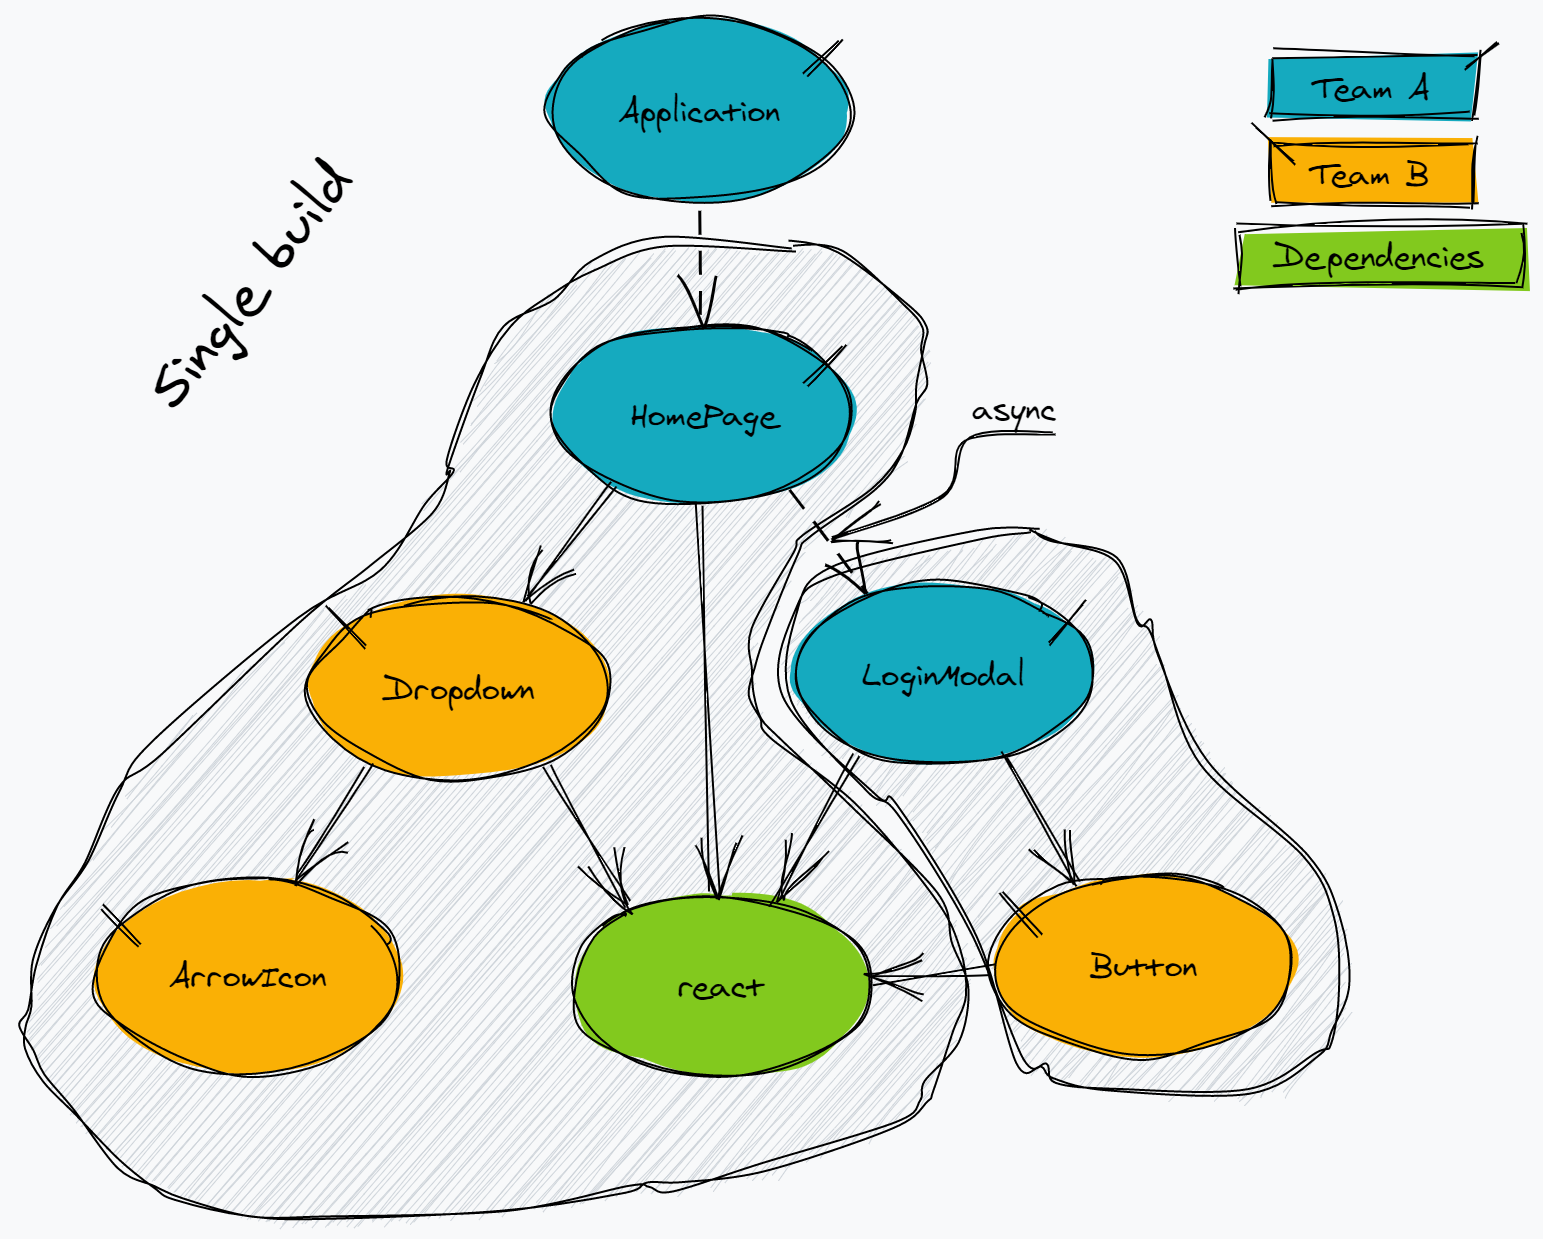 Application
Team A
Team B
Dependencies
Single build
HomePage
async
Dropdown
LoginModal
ArrowIcon
react
Button